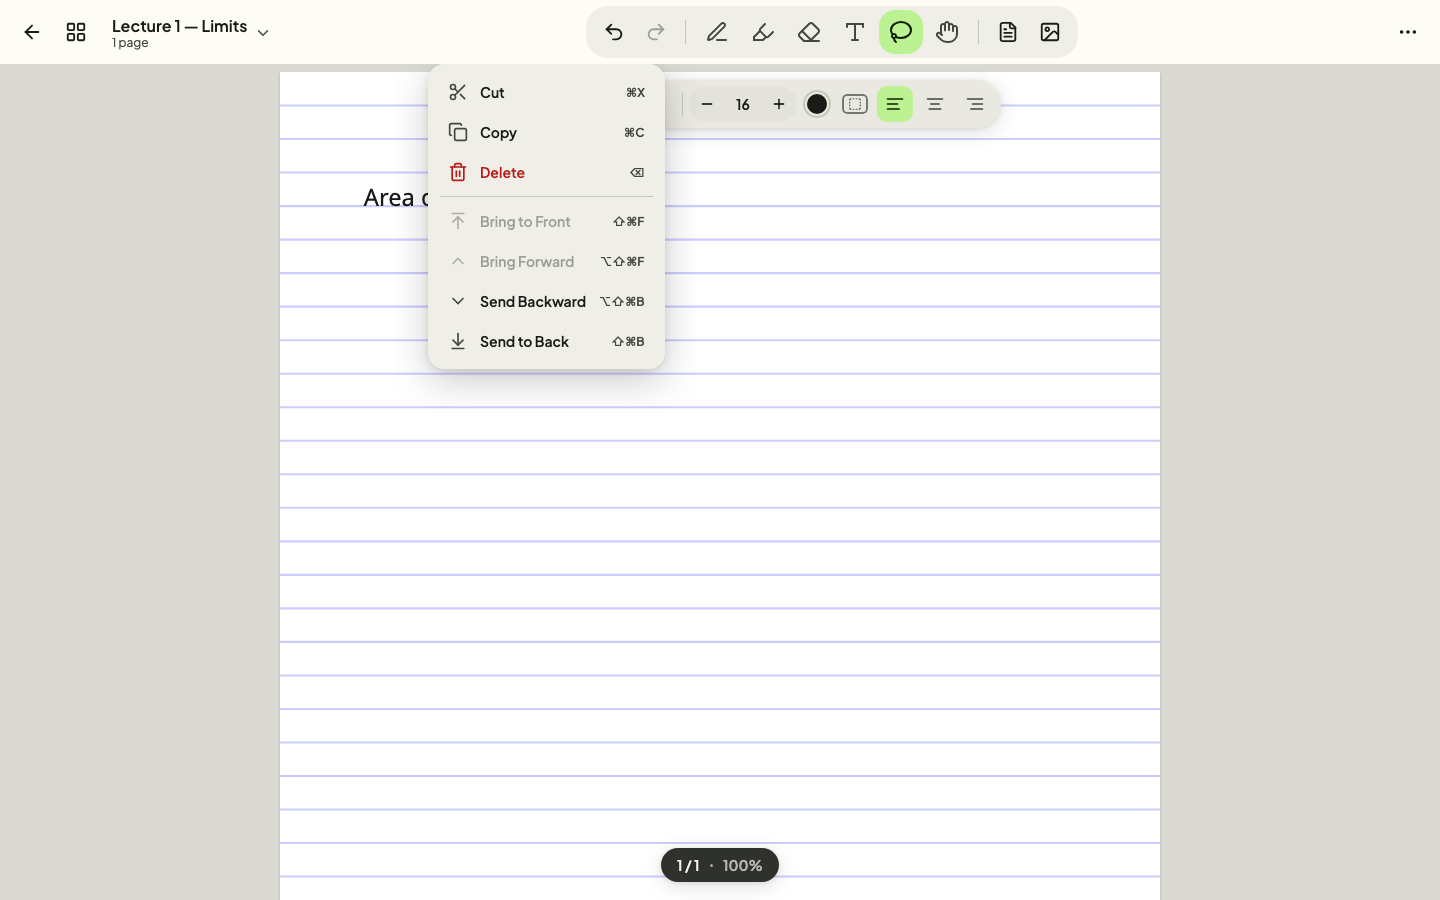 Lecture 1 — Limits
1 page
16
Cut ⌘X
Copy ⌘C
Delete ⌫
Area
Bring to Front ⇧⌘F
Bring Forward ⌥⇧⌘F
Send Backward ⌥⇧⌘B
Send to Back ⇧⌘B
1 / 1 · 100%